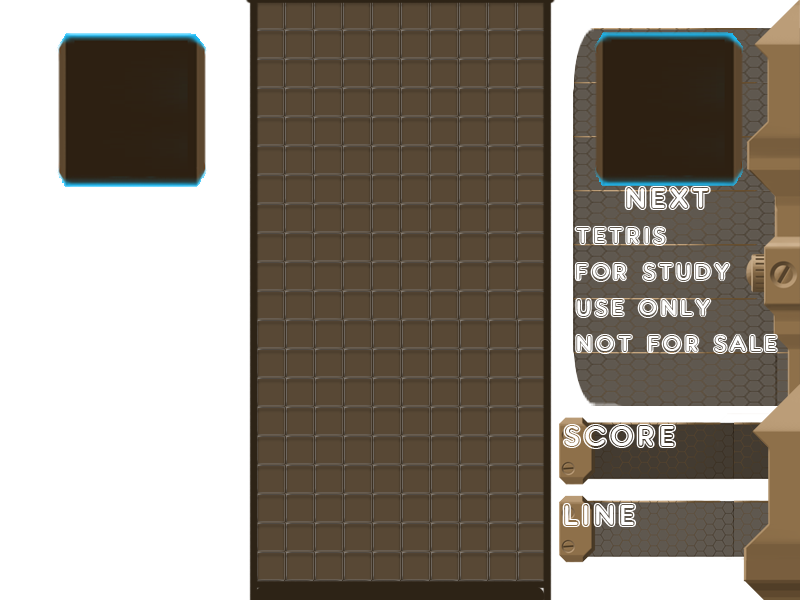 NEXT
TETRIS
FOR STUDY
USE ONLY
NOT FOR SALE
SCORE
LINE